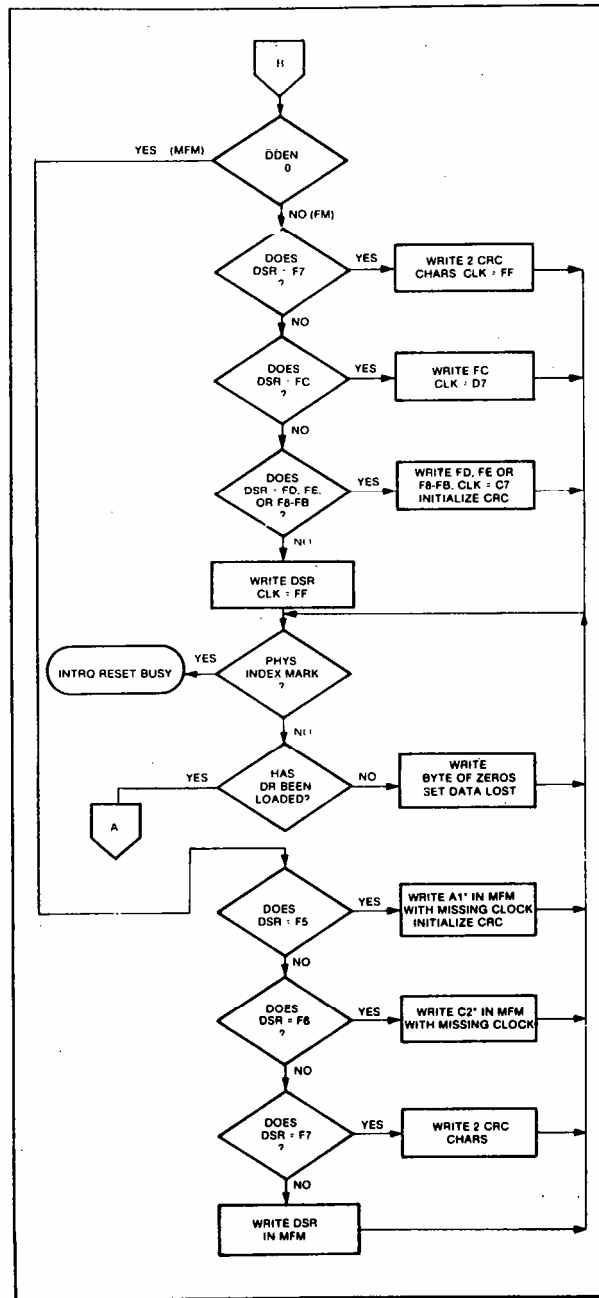 B
YES (MFM)
DDEN
0
NO (FM)
DOES
DSR = F7
?
YES
WRITE 2 CRC
CHARS CLK = FF
NO
DOES
DSR = FC
?
YES
WRITE FC
CLK = D7
NO
DOES
DSR = FD, FE,
OR F8-FB
?
YES
WRITE FD, FE OR
F8-FB, CLK = C7
INITIALIZE CRC
NO
WRITE DSR
CLK = FF
PHYS
INDEX MARK
?
YES
INTRQ RESET BUSY
NO
HAS
DR BEEN
LOADED?
YES
A
NO
WRITE
BYTE OF ZEROS
SET DATA LOST
DOES
DSR = F5
YES
WRITE A1* IN MFM
WITH MISSING CLOCK
INITIALIZE CRC
NO
DOES
DSR = F6
?
YES
WRITE C2* IN MFM
WITH MISSING CLOCK
NO
DOES
DSR = F7
?
YES
WRITE 2 CRC
CHARS
NO
WRITE DSR
IN MFM